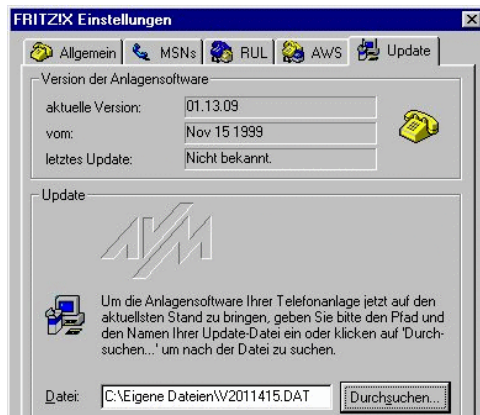 FRITZ!X Einstellungen
Allgemein MSNs RUL AWS Update
Version der Anlagensoftware
aktuelle Version: 01.13.09
vom: Nov 15 1999
letztes Update: Nicht bekannt.
Update
AVM
Um die Anlagensoftware Ihrer Telefonanlage jetzt auf den
aktuellsten Stand zu bringen, geben Sie bitte den Pfad und
den Namen Ihrer Update-Datei ein oder klicken auf 'Durch-
suchen...' um nach der Datei zu suchen.
Datei: C:\Eigene Dateien\V2011415.DAT Durchsuchen...